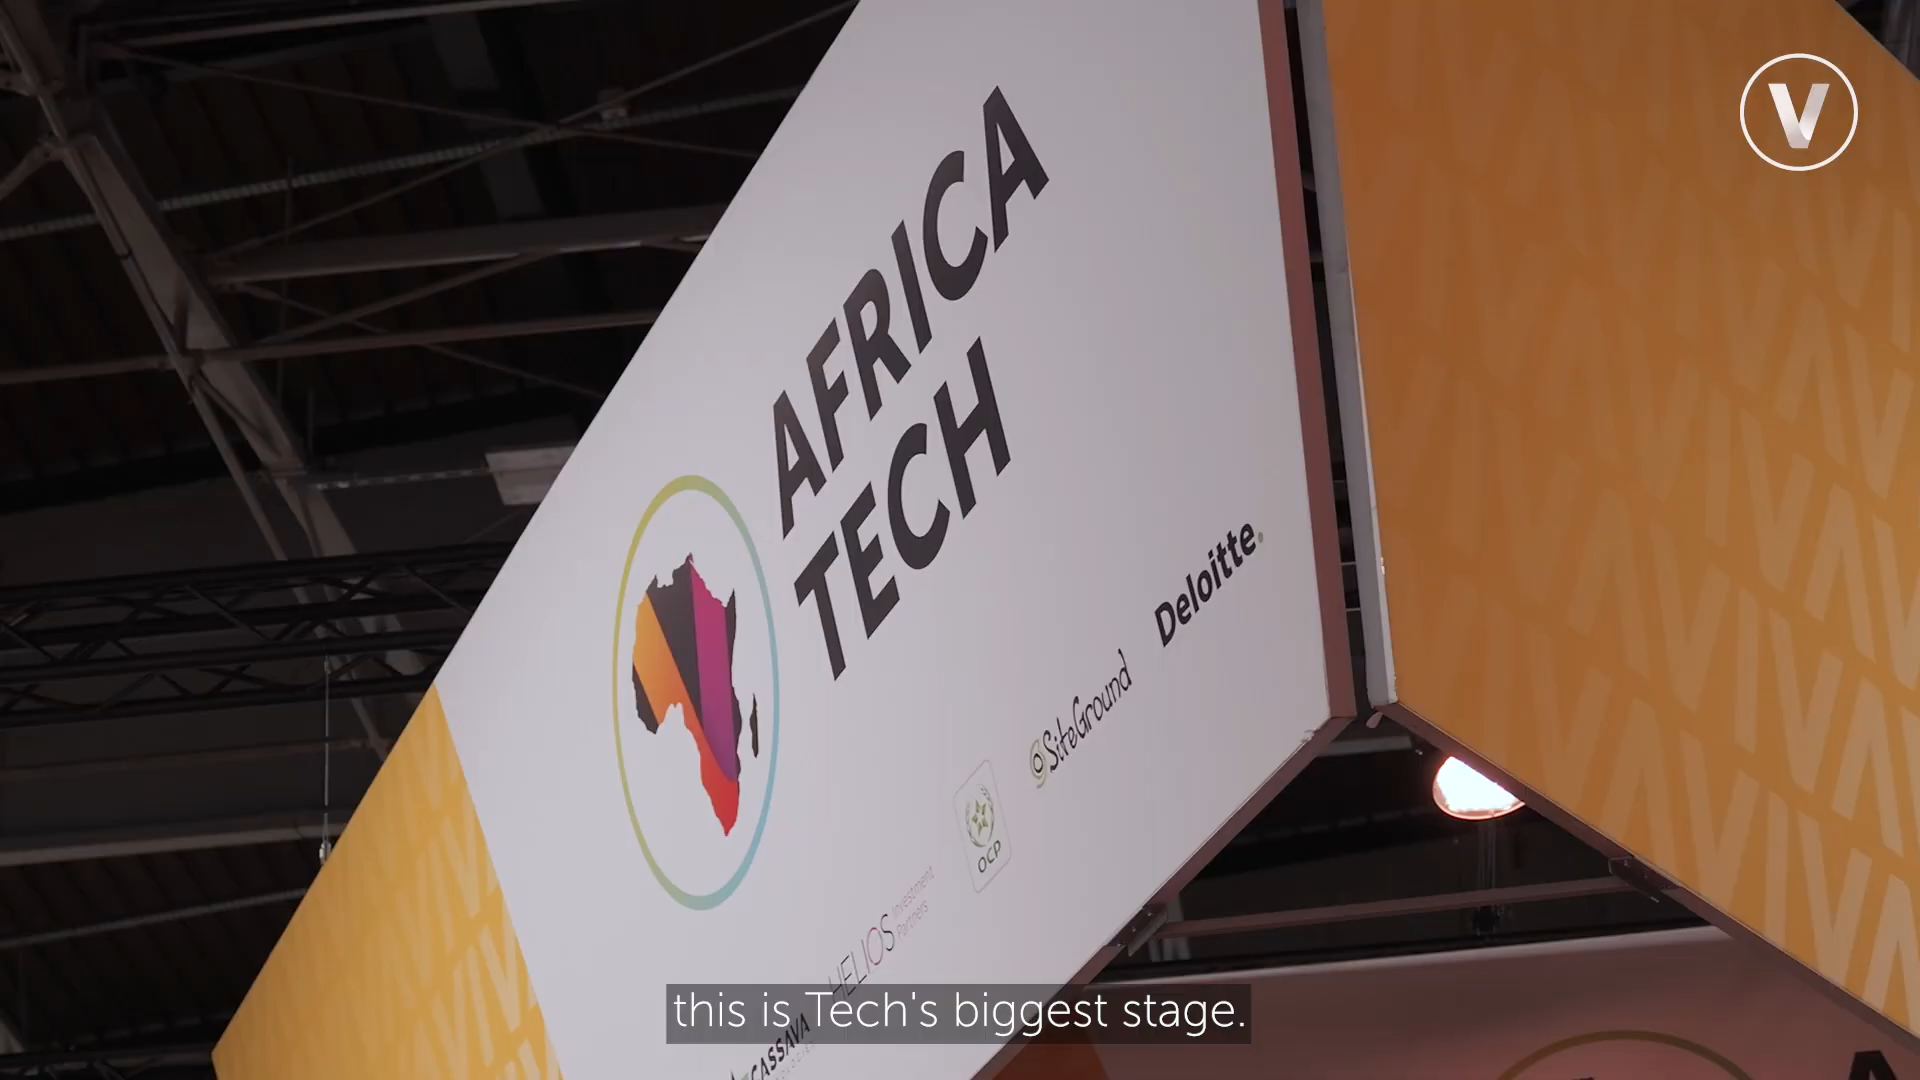 V
AFRICA
TECH
Deloitte.
SiteGround
OCP
HELIOS
Investment
Partners
CASSAVA
this is Tech's biggest stage.